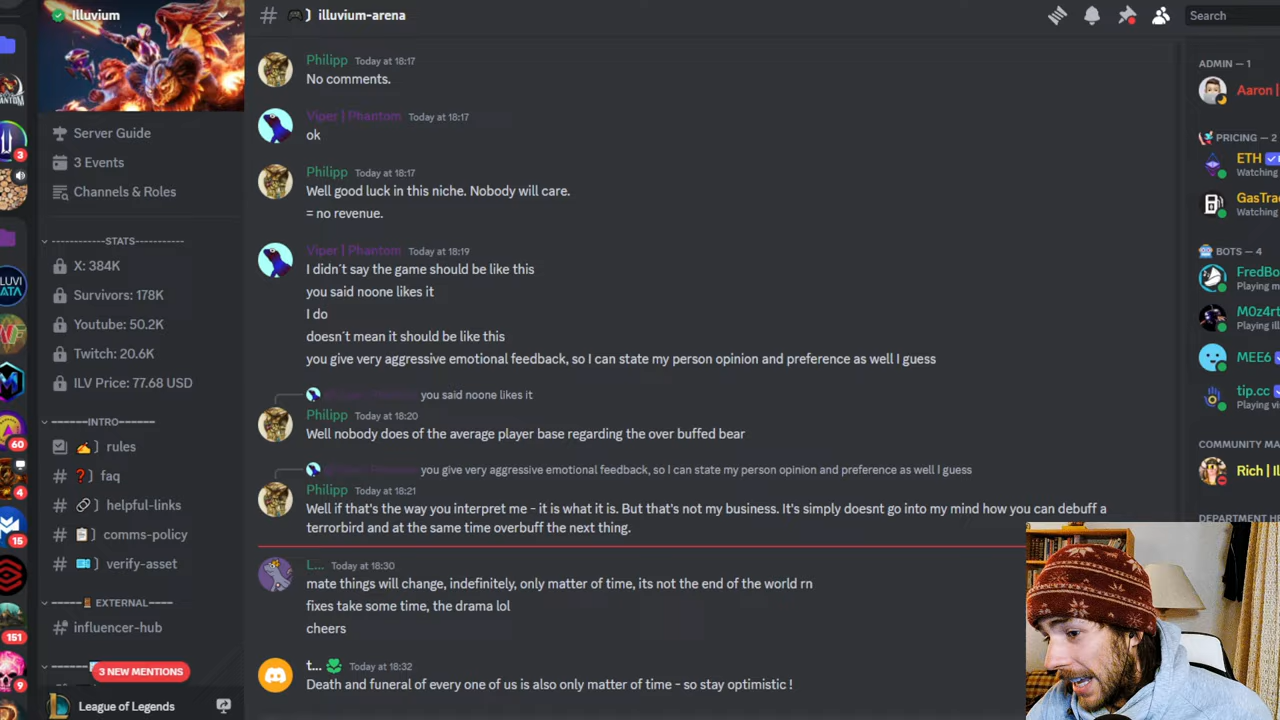 Illuvium
illuvium-arena
Search
Server Guide
3 Events
Channels & Roles
------------STATS-----------
X: 384K
Survivors: 178K
Youtube: 50.2K
Twitch: 20.6K
ILV Price: 77.68 USD
rules
faq
helpful-links
comms-policy
verify-asset
influencer-hub
3 NEW MENTIONS
League of Legends
3
60
4
15
151
9
Philipp Today at 18:17
No comments.
Viper | Phantom Today at 18:17
ok
Philipp Today at 18:17
Well good luck in this niche. Nobody will care.
= no revenue.
Viper | Phantom Today at 18:19
I didn´t say the game should be like this
you said noone likes it
I do
doesn´t mean it should be like this
you give very aggressive emotional feedback, so I can state my person opinion and preference as well I guess
you said noone likes it
Philipp Today at 18:20
Well nobody does of the average player base regarding the over buffed bear
you give very aggressive emotional feedback, so I can state my person opinion and preference as well I guess
Philipp Today at 18:21
Well if that's the way you interpret me - it is what it is. But that's not my business. It's simply doesnt go into my mind how you can debuff a
terrorbird and at the same time overbuff the next thing.
L... Today at 18:30
mate things will change, indefinitely, only matter of time, its not the end of the world rn
fixes take some time, the drama lol
cheers
t... Today at 18:32
Death and funeral of every one of us is also only matter of time - so stay optimistic !
ADMIN — 1
Aaron |
PRICING — 2
ETH
Watching
GasTra
Watching
BOTS — 4
FredBo
Playing m
M0z4rt
Playing ill
MEE6
tip.cc
Playing vi
COMMUNITY MA
Rich | Il
DEPARTMENT HE